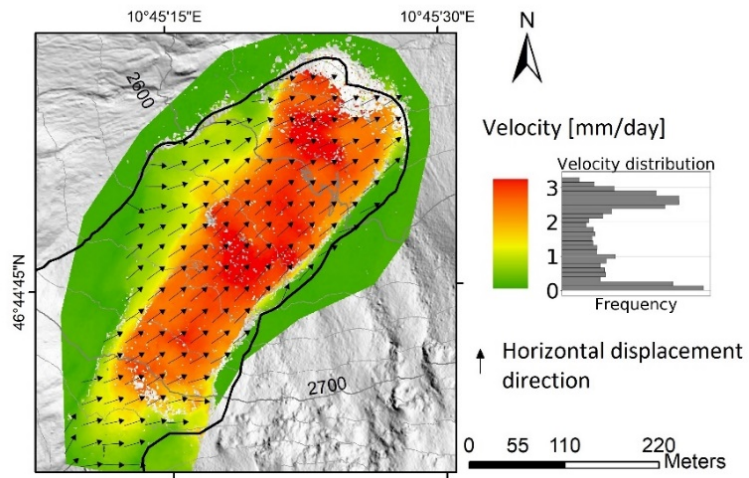 10°45'15"E 10°45'30"E
N
2600
46°44'45"N
2700
Velocity [mm/day]
Velocity distribution
3
2
1
0
Frequency
Horizontal displacement
direction
0 55 110 220
Meters